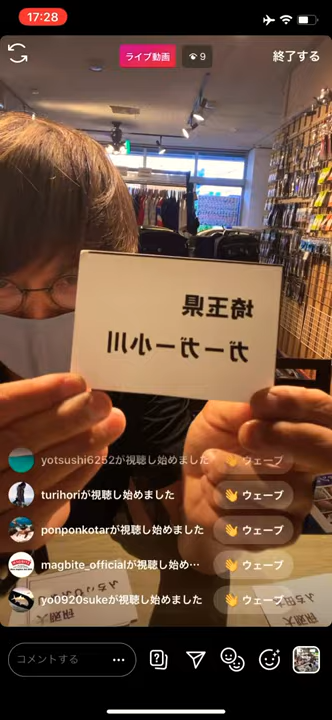 17:28
ライブ動画
9
終了する
埼玉県
ガーガー小川
yotsushi6252が視聴し始めました
ウェーブ
turihoriが視聴し始めました
ウェーブ
ponponkotarが視聴し始めました
ウェーブ
magbite_officialが視聴し始め…
ウェーブ
yo0920sukeが視聴し始めました
ウェーブ
コメントする